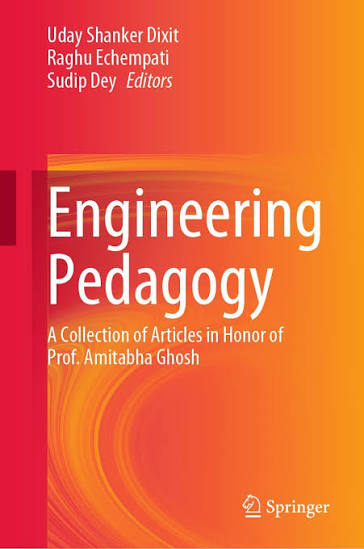 Uday Shanker Dixit
Raghu Echempati
Sudip Dey Editors
Engineering
Pedagogy
A Collection of Articles in Honor of
Prof. Amitabha Ghosh
Springer